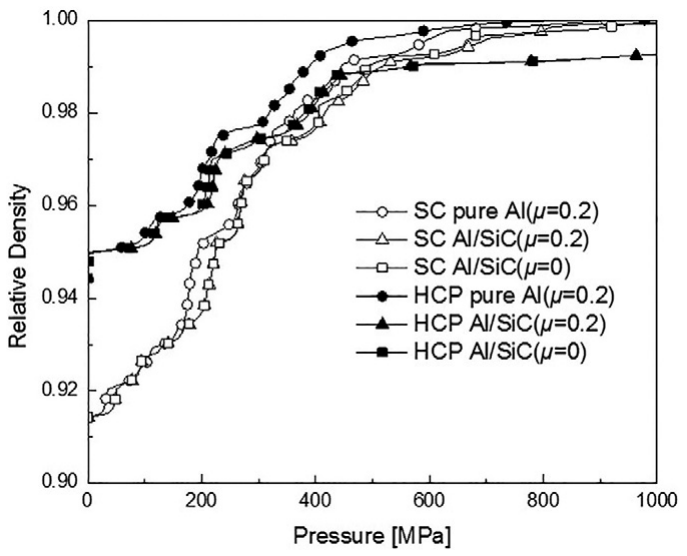 1.00
0.98
0.96
0.94
0.92
0.90
Relative Density
0
200
400
600
800
1000
Pressure [MPa]
SC pure Al(μ=0.2)
SC Al/SiC(μ=0.2)
SC Al/SiC(μ=0)
HCP pure Al(μ=0.2)
HCP Al/SiC(μ=0.2)
HCP Al/SiC(μ=0)